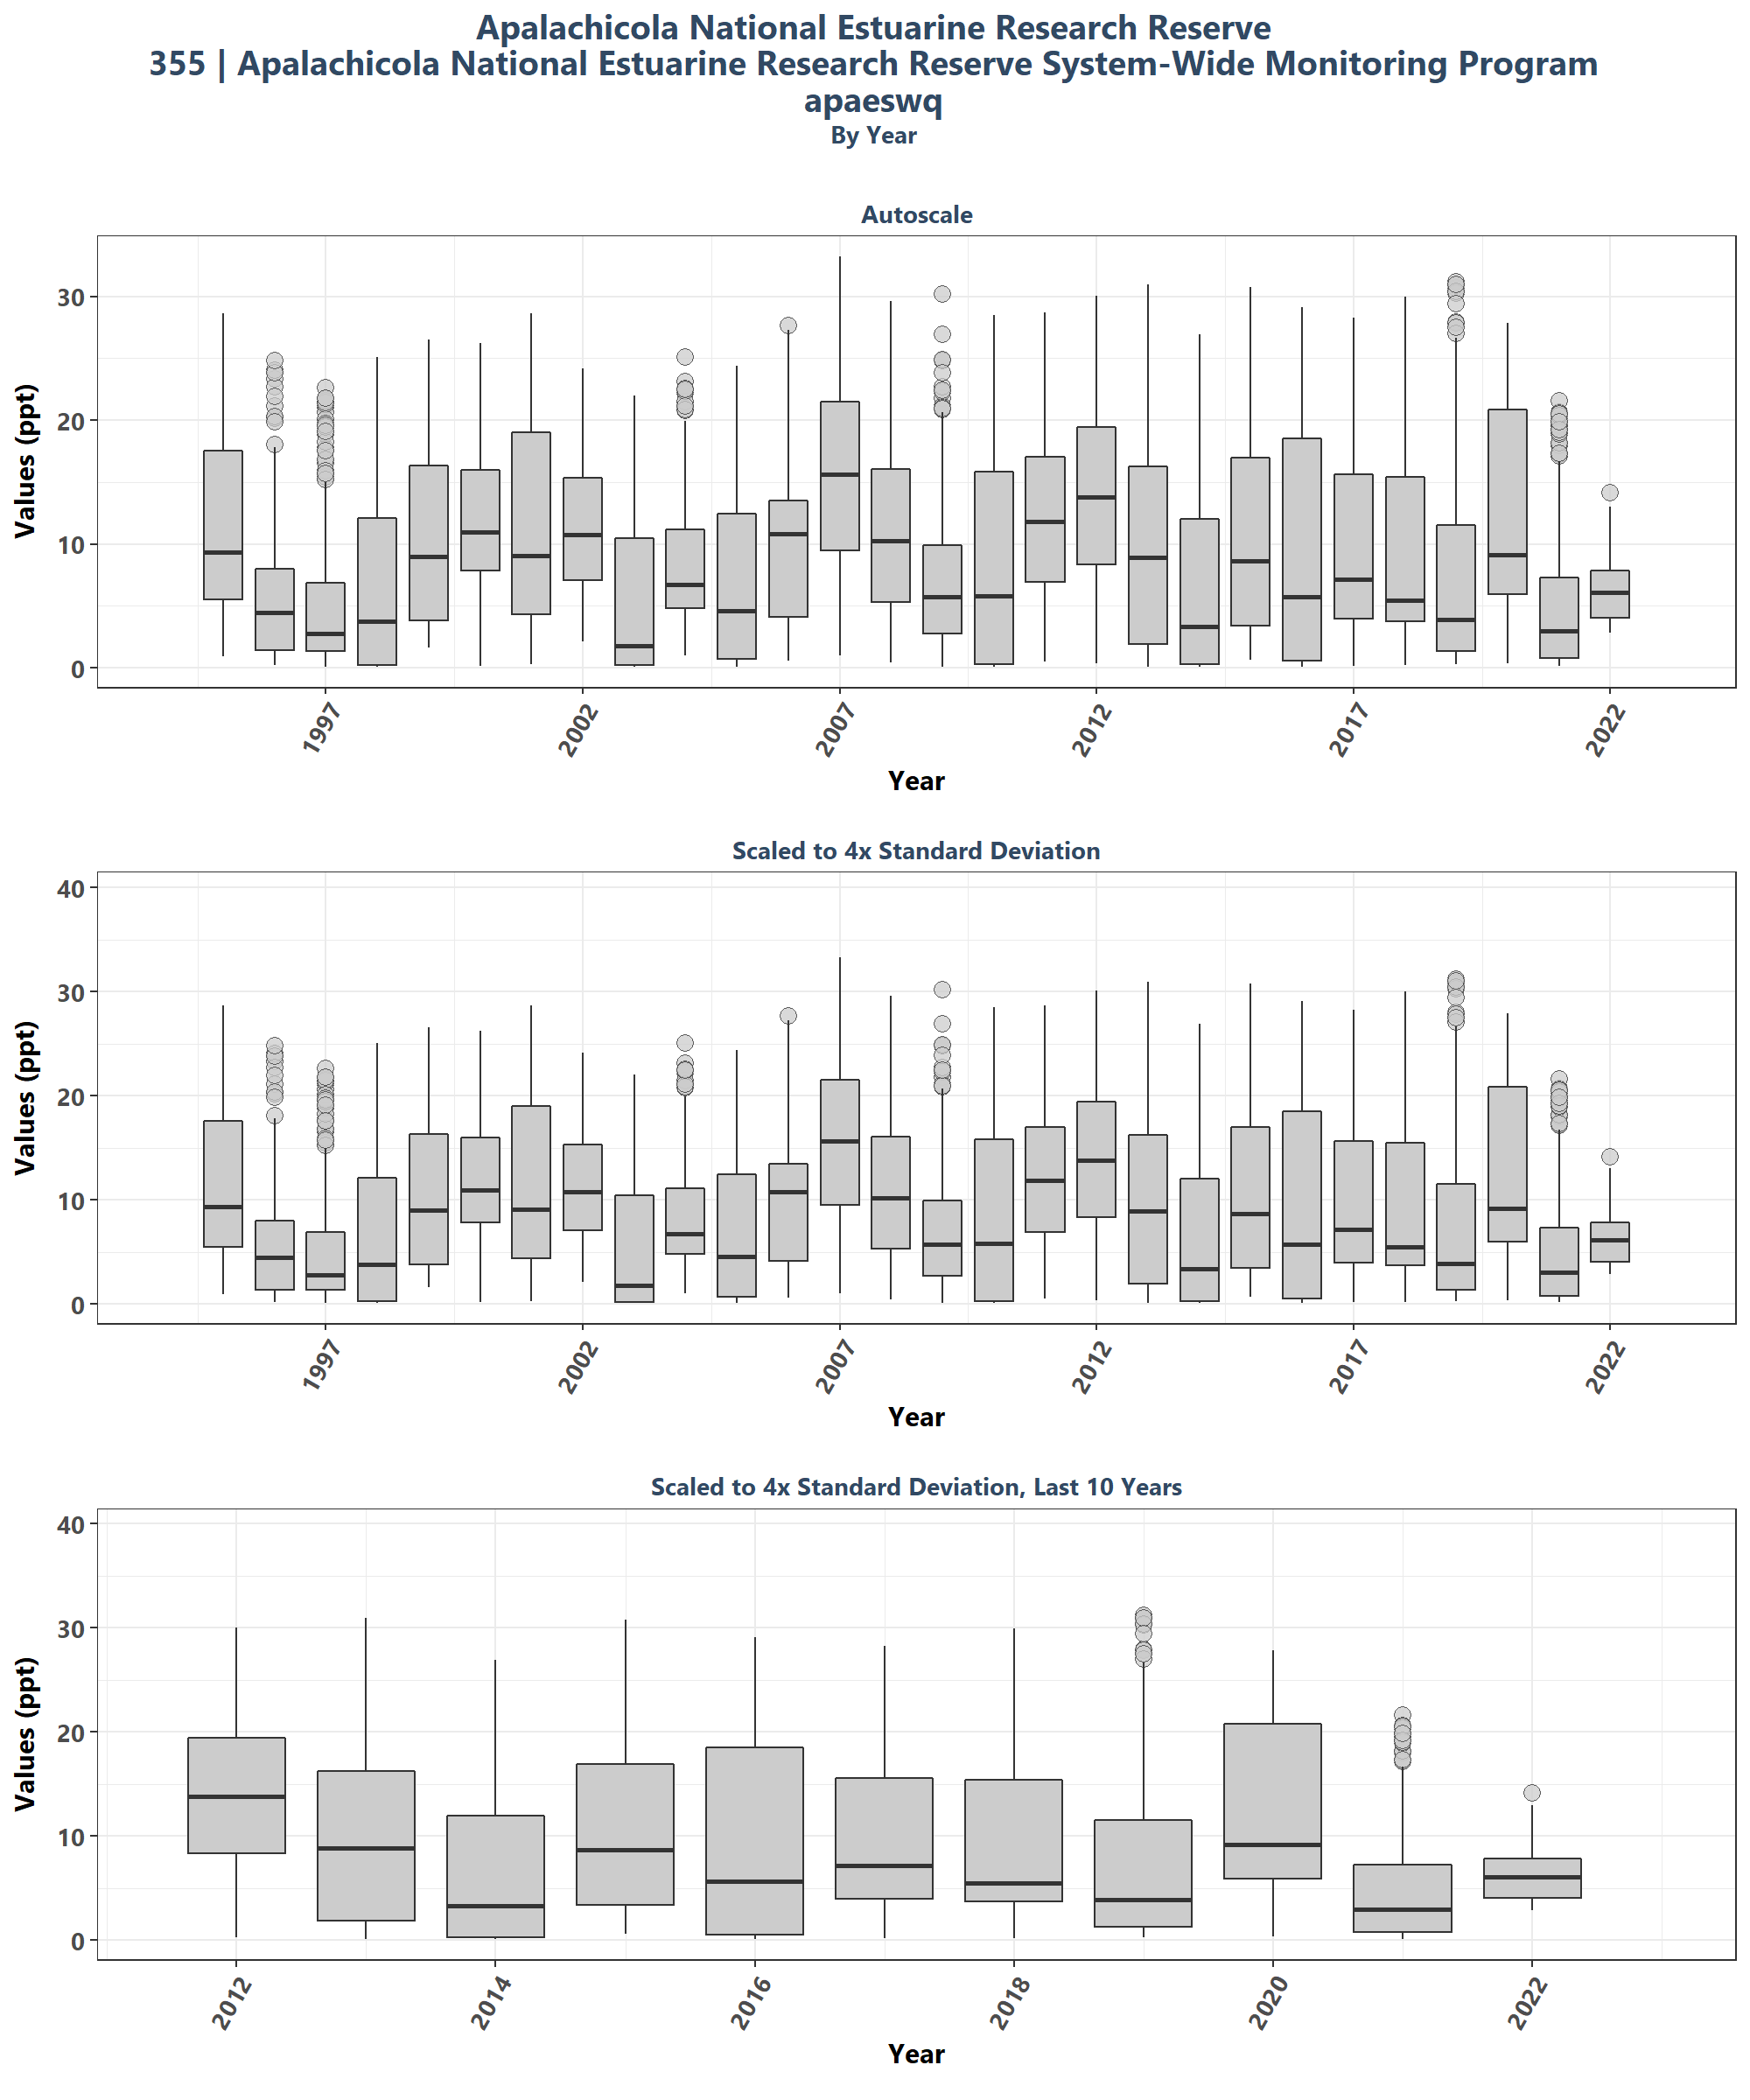 Apalachicola National Estuarine Research Reserve
355 | Apalachicola National Estuarine Research Reserve System-Wide Monitoring Program
apaeswq
By Year
Autoscale
Values (ppt)
30
20
10
0
1997
2002
2007
2012
2017
2022
Year
Scaled to 4x Standard Deviation
Values (ppt)
40
30
20
10
0
1997
2002
2007
2012
2017
2022
Year
Scaled to 4x Standard Deviation, Last 10 Years
Values (ppt)
40
30
20
10
0
2012
2014
2016
2018
2020
2022
Year